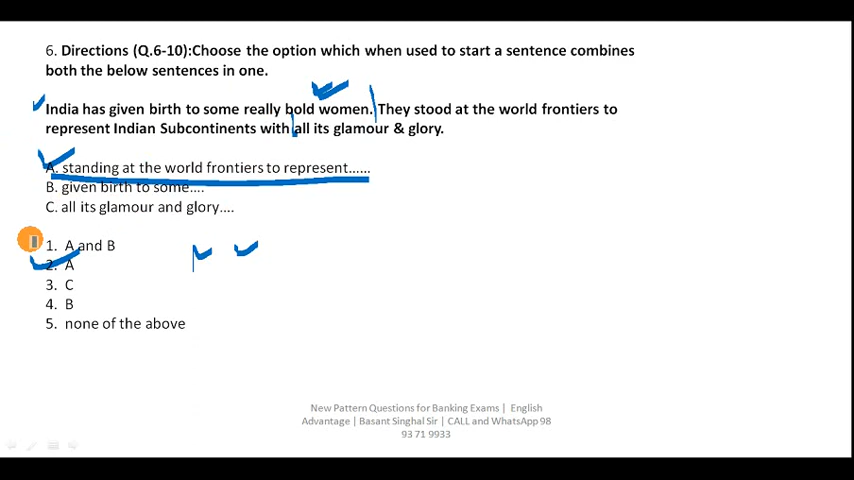 6. Directions (Q.6-10):Choose the option which when used to start a sentence combines
both the below sentences in one.
India has given birth to some really bold women. They stood at the world frontiers to
represent Indian Subcontinents with all its glamour & glory.
A. standing at the world frontiers to represent......
B. given birth to some....
C. all its glamour and glory....
1. A and B
2. A
3. C
4. B
5. none of the above
New Pattern Questions for Banking Exams | English
Advantage | Basant Singhal Sir | CALL and WhatsApp 98
93 71 9933